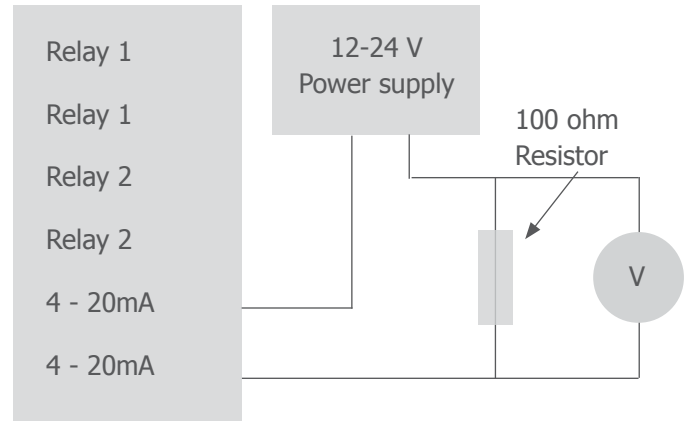 Relay 1
Relay 1
Relay 2
Relay 2
4 - 20mA
4 - 20mA
12-24 V
Power supply
100 ohm
Resistor
V